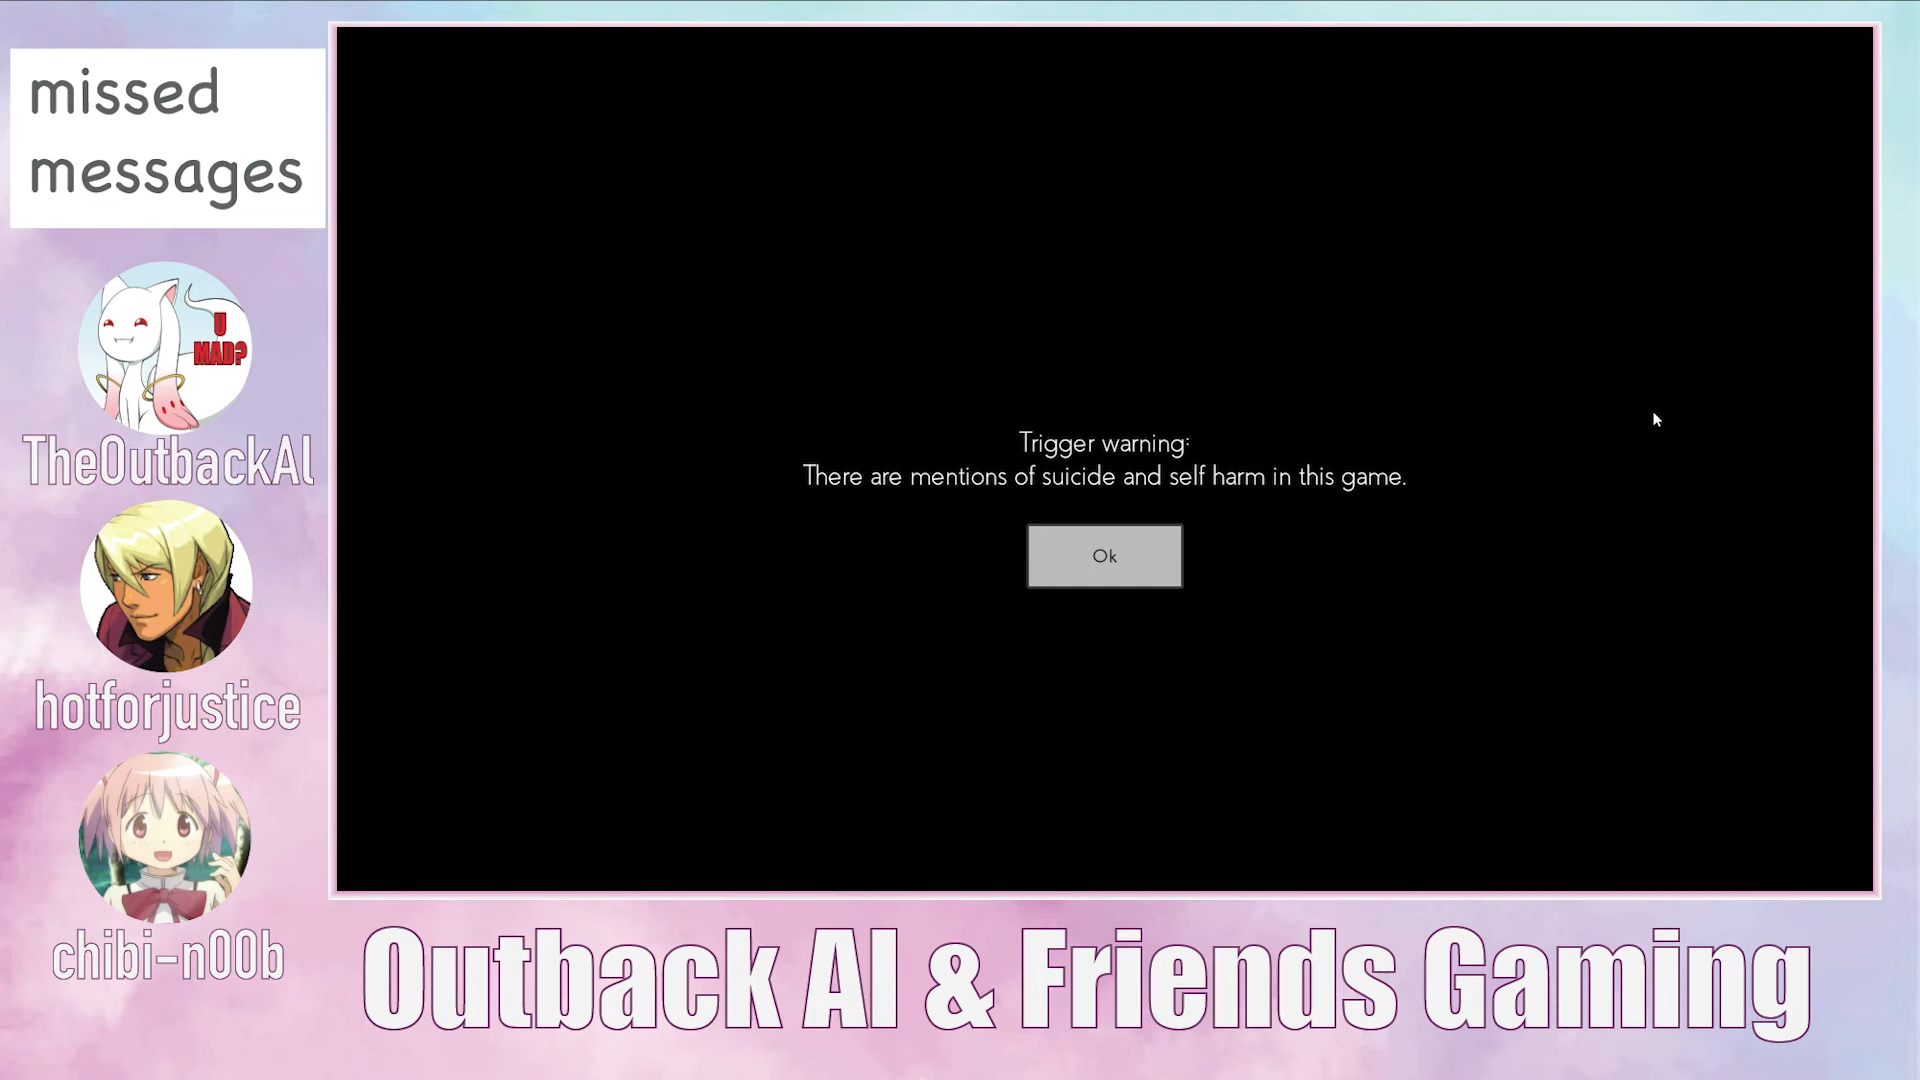 missed
messages
U
MAD?
TheOutbackAl
hotforjustice
chibi-n00b
Trigger warning:
There are mentions of suicide and self harm in this game.
Ok
Outback Al & Friends Gaming